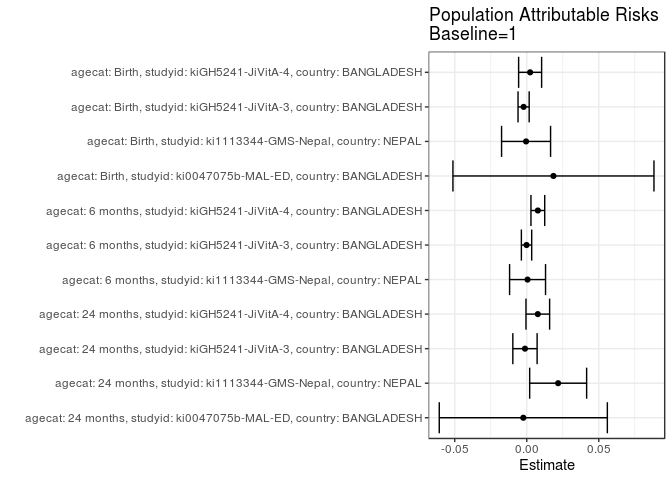 Population Attributable Risks
Baseline=1
agecat: Birth, studyid: kiGH5241-JiVitA-4, country: BANGLADESH
agecat: Birth, studyid: kiGH5241-JiVitA-3, country: BANGLADESH
agecat: Birth, studyid: ki1113344-GMS-Nepal, country: NEPAL
agecat: Birth, studyid: ki0047075b-MAL-ED, country: BANGLADESH
agecat: 6 months, studyid: kiGH5241-JiVitA-4, country: BANGLADESH
agecat: 6 months, studyid: kiGH5241-JiVitA-3, country: BANGLADESH
agecat: 6 months, studyid: ki1113344-GMS-Nepal, country: NEPAL
agecat: 24 months, studyid: kiGH5241-JiVitA-4, country: BANGLADESH
agecat: 24 months, studyid: kiGH5241-JiVitA-3, country: BANGLADESH
agecat: 24 months, studyid: ki1113344-GMS-Nepal, country: NEPAL
agecat: 24 months, studyid: ki0047075b-MAL-ED, country: BANGLADESH
-0.05 0.00 0.05
Estimate